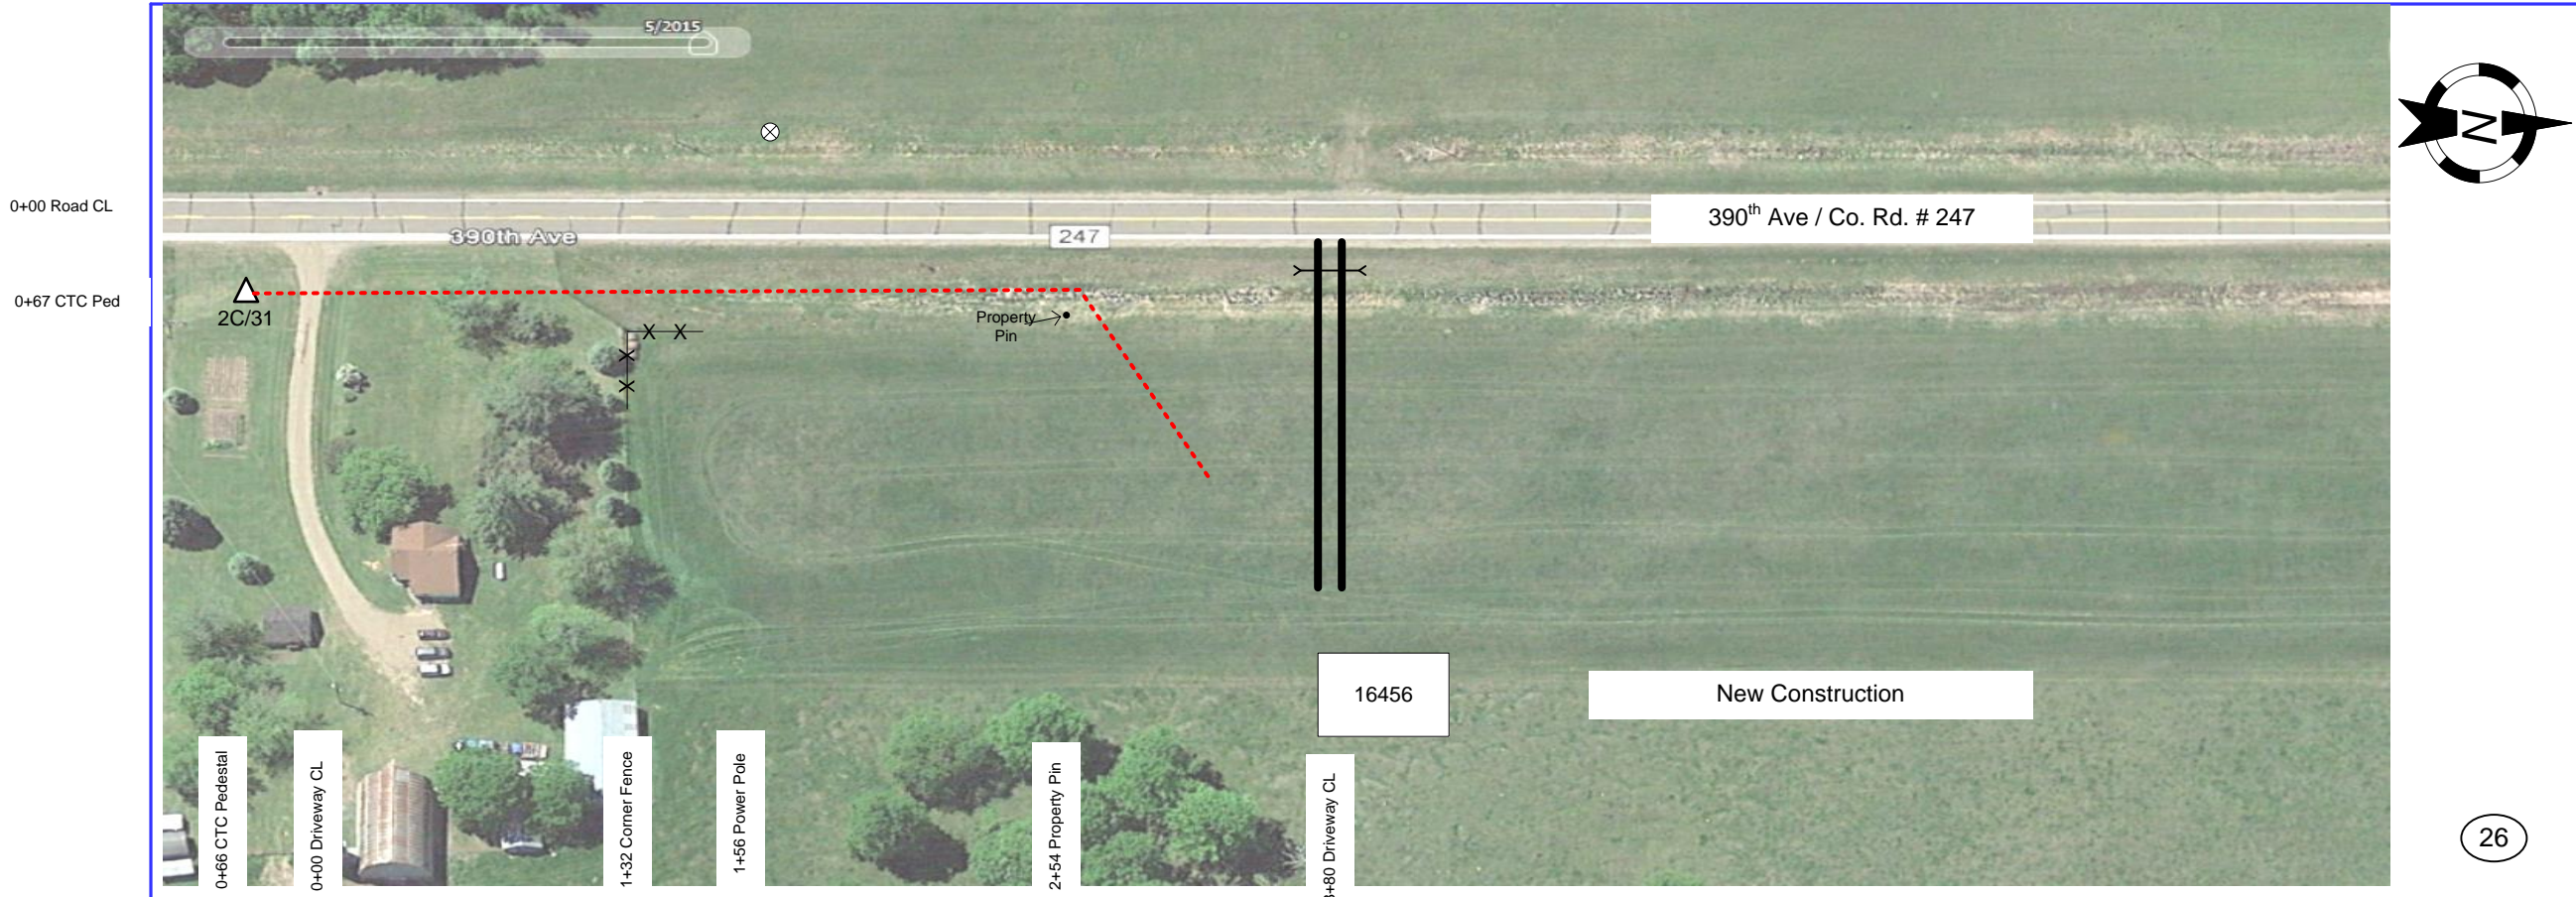 5/2015
N
0+00 Road CL
390th Ave / Co. Rd. # 247
390th Ave
247
0+67 CTC Ped
2C/31
Property
Pin
16456
New Construction
0+66 CTC Pedestal
0+00 Driveway CL
1+32 Corner Fence
1+56 Power Pole
2+54 Property Pin
+80 Driveway CL
26